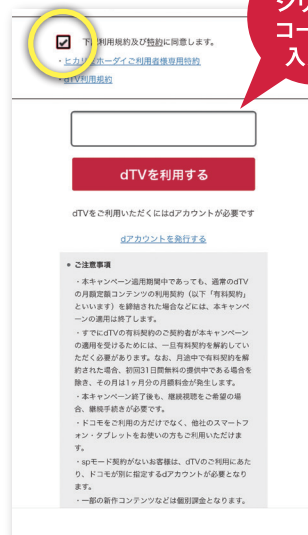 シリ
コー
入
下記利用規約及び特約に同意します。
・dTV利用規約
dTVを利用する
dTVをご利用いただくにはdアカウントが必要です
dアカウントを発行する
● ご注意事項
・本キャンペーン適用期間中であっても、通常のdTV
の月額定額コンテンツの利用契約（以下「有料契約」
といいます）を締結された場合などには、本キャンペ
ーンの適用は終了します。
・すでにdTVの有料契約のご契約者が本キャンペーン
の適用を受けるためには、一旦有料契約を解約してい
ただく必要があります。なお、月途中で有料契約を解
約された場合、初回31日間無料の提供中である場合を
除き、その月は1ヶ月分の月額料金が発生します。
・本キャンペーン終了後も、継続視聴をご希望の場
合、継続手続きが必要です。
・ドコモをご利用の方だけでなく、他社のスマートフ
ォン・タブレットをお使いの方もご利用いただけま
す。
・spモード契約がないお客様は、dTVのご利用にあた
り、ドコモが別に指定するdアカウントが必要となり
ます。
・一部の新作コンテンツなどは個別課金となります。